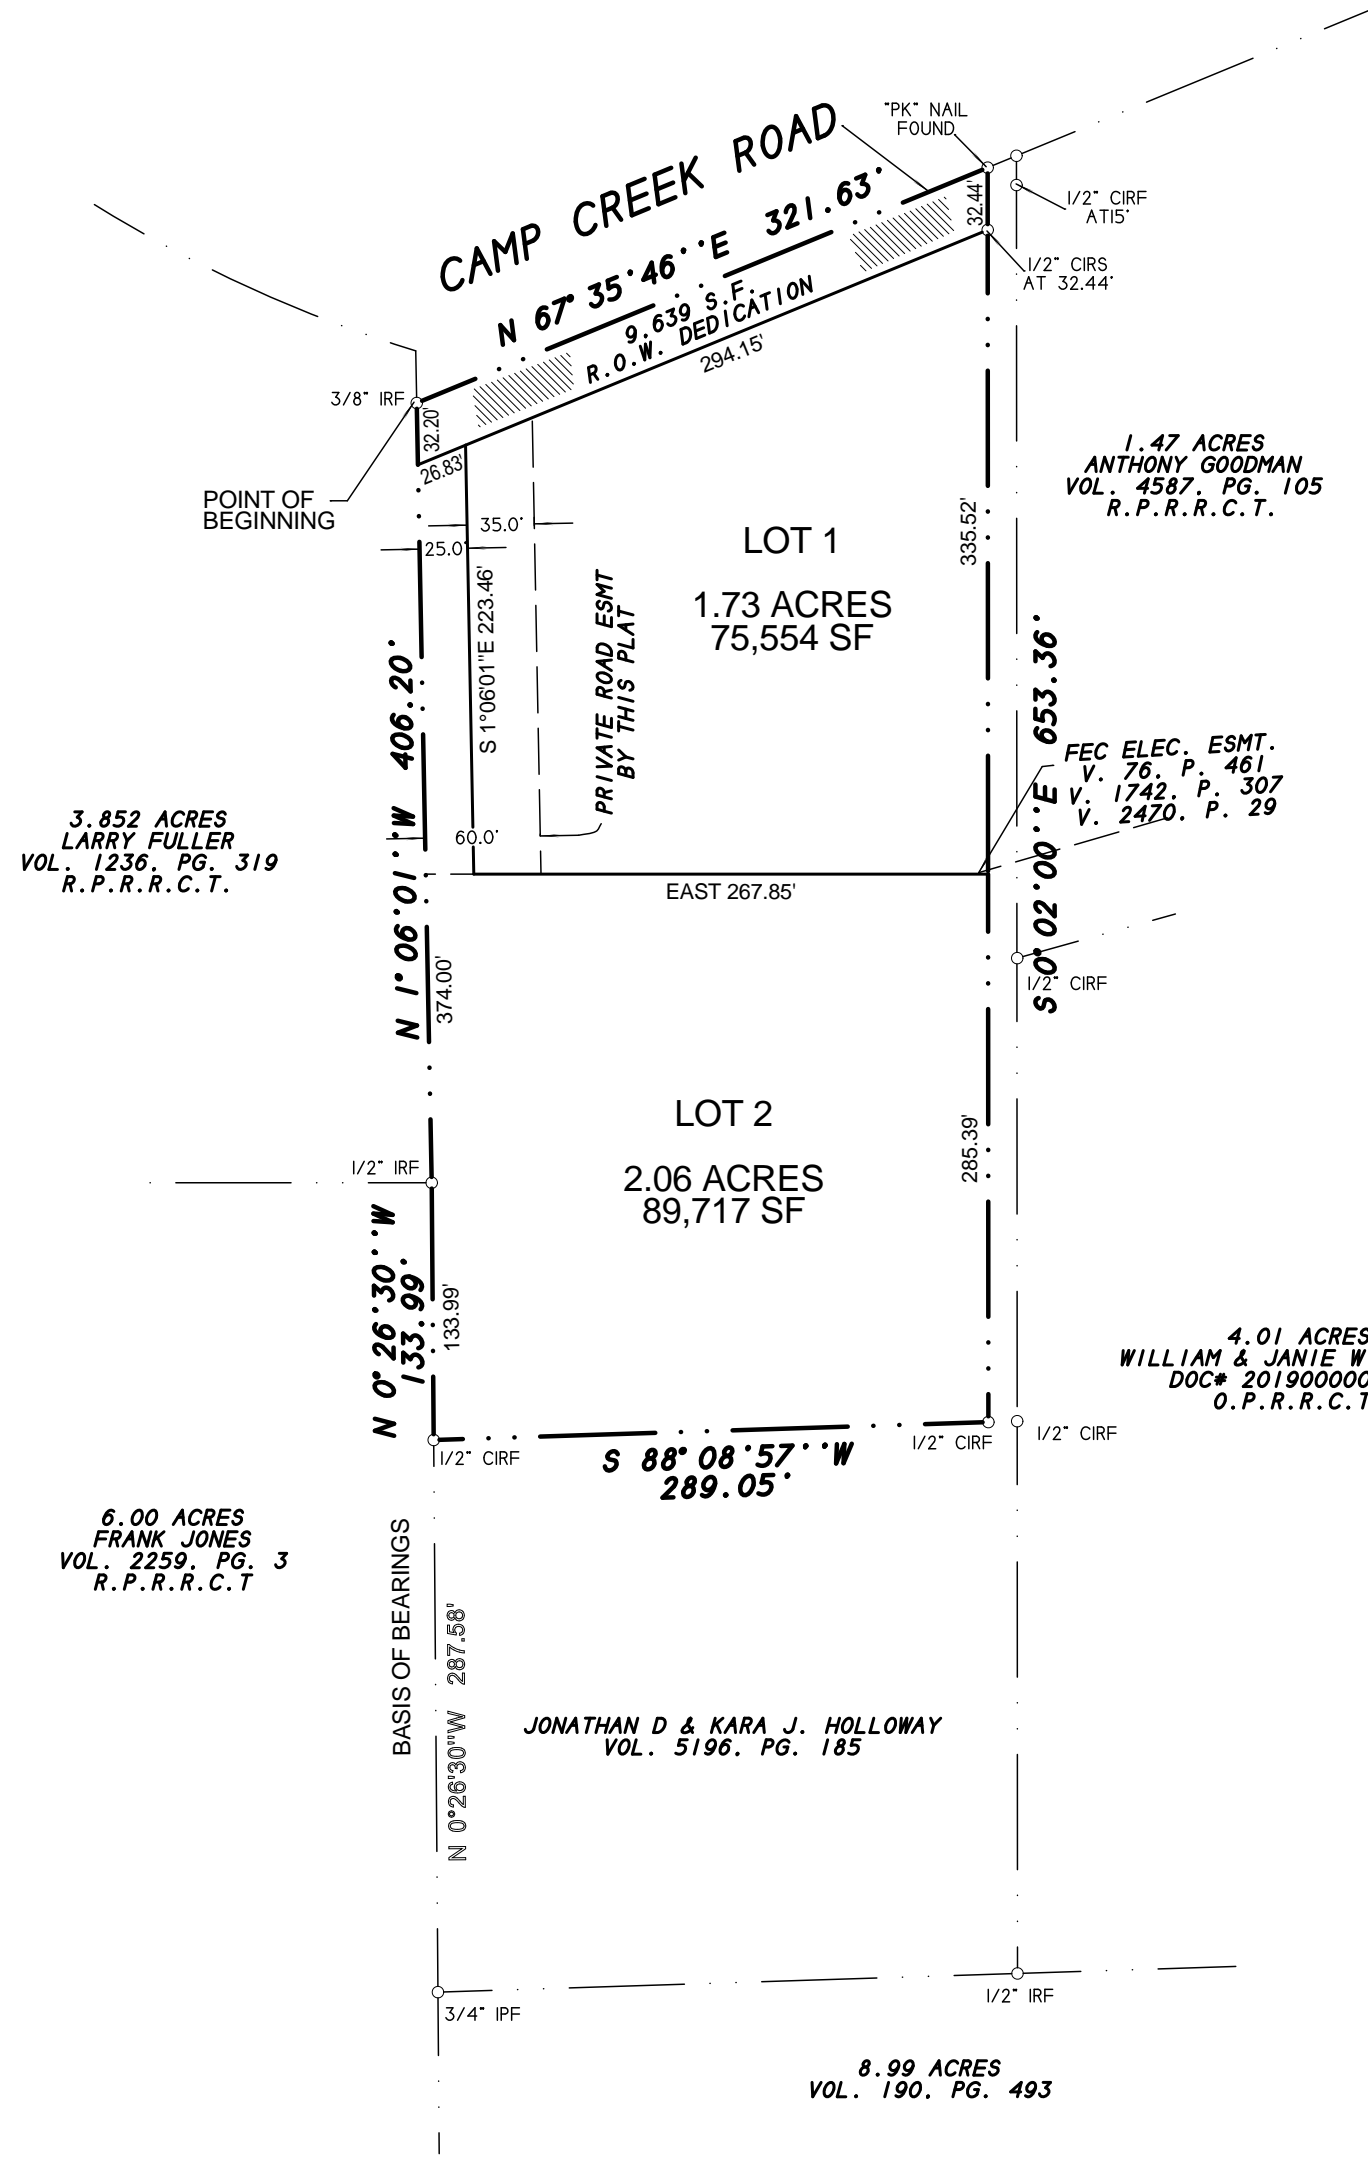 CAMP CREEK ROAD
"PK" NAIL
FOUND
N 67° 35' 46''E 321.63'
9.639 S.F.
R.O.W. DEDICATION
294.15'
32.44'
1/2" CIRF
AT15'
1/2" CIRS
AT 32.44'
3/8" IRF
32.20'
26.83'
POINT OF
BEGINNING
35.0'
25.0'
LOT 1
1.73 ACRES
75,554 SF
335.52'
1.47 ACRES
ANTHONY GOODMAN
VOL. 4587, PG. 105
R.P.R.R.C.T.
S 1°06'01"E 223.46'
PRIVATE ROAD ESMT
BY THIS PLAT
N 1° 06'01''W 406.20'
60.0'
S 0° 02'00''E 653.36'
FEC ELEC. ESMT.
V. 76, P. 461
V. 1742, P. 307
V. 2470, P. 29
3.852 ACRES
LARRY FULLER
VOL. 1236, PG. 319
R.P.R.R.C.T.
EAST 267.85'
374.00'
1/2" CIRF
LOT 2
2.06 ACRES
89,717 SF
285.39'
1/2" IRF
N 0° 26'30''W
133.99'
133.99'
4.01 ACRES
WILLIAM & JANIE W
DOC# 201900000
O.P.R.R.C.T
1/2" CIRF
S 88° 08'57''W
289.05'
1/2" CIRF
1/2" CIRF
6.00 ACRES
FRANK JONES
VOL. 2259, PG. 3
R.P.R.R.C.T
BASIS OF BEARINGS
N 0°26'30"W 287.58'
JONATHAN D & KARA J. HOLLOWAY
VOL. 5196, PG. 185
3/4" IPF
1/2" IRF
8.99 ACRES
VOL. 190, PG. 493